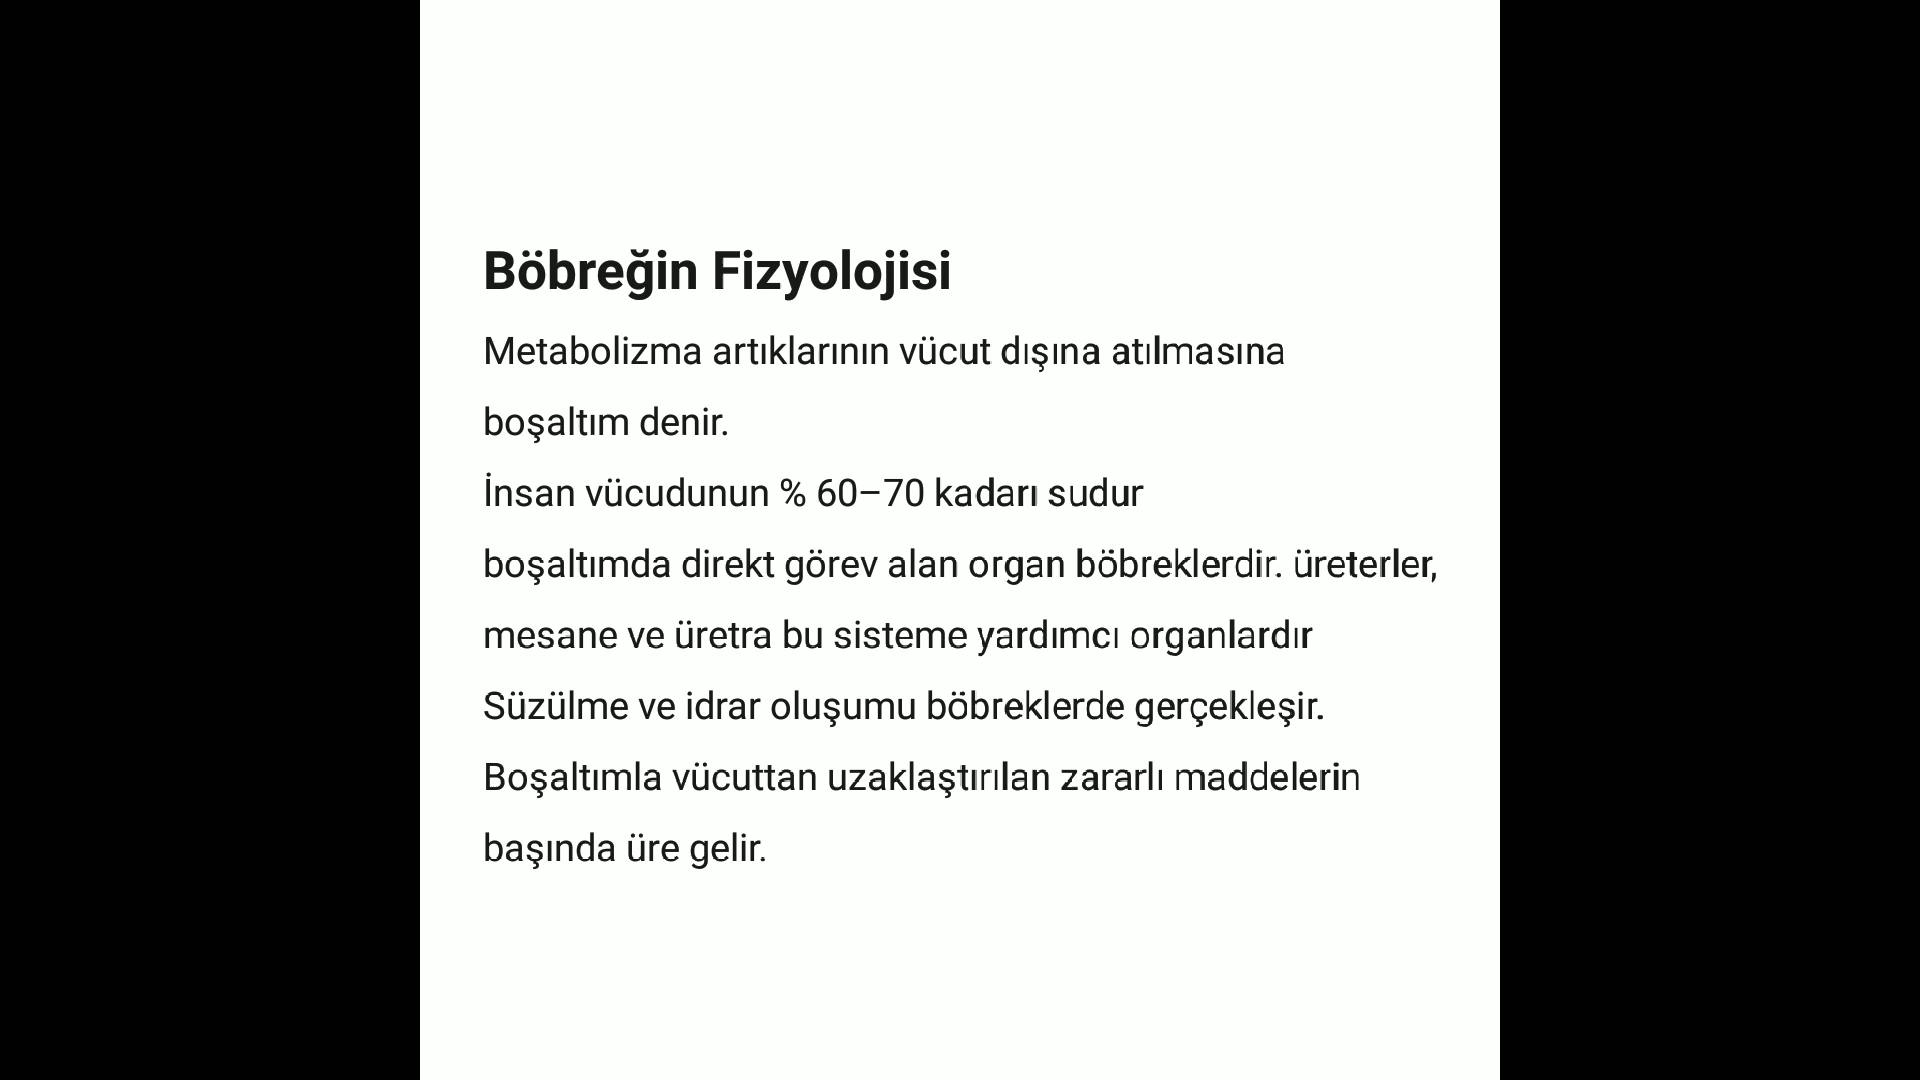 Böbreğin Fizyolojisi
Metabolizma artıklarının vücut dışına atılmasına
boşaltım denir.
İnsan vücudunun % 60–70 kadarı sudur
boşaltımda direkt görev alan organ böbreklerdir. üreterler,
mesane ve üretra bu sisteme yardımcı organlardır
Süzülme ve idrar oluşumu böbreklerde gerçekleşir.
Boşaltımla vücuttan uzaklaştırılan zararlı maddelerin
başında üre gelir.